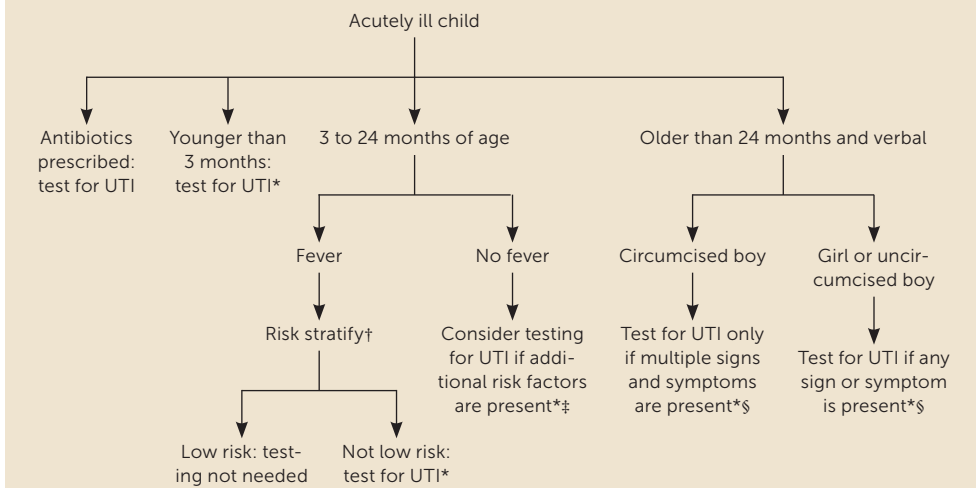 Acutely ill child
Antibiotics
prescribed:
test for UTI
Younger than
3 months:
test for UTI*
3 to 24 months of age
Older than 24 months and verbal
Fever
No fever
Circumcised boy
Girl or uncir-
cumcised boy
Risk stratify†
Consider testing
for UTI if addi-
tional risk factors
are present*‡
Test for UTI only
if multiple signs
and symptoms
are present*§
Test for UTI if any
sign or symptom
is present*§
Low risk: test-
ing not needed
Not low risk:
test for UTI*